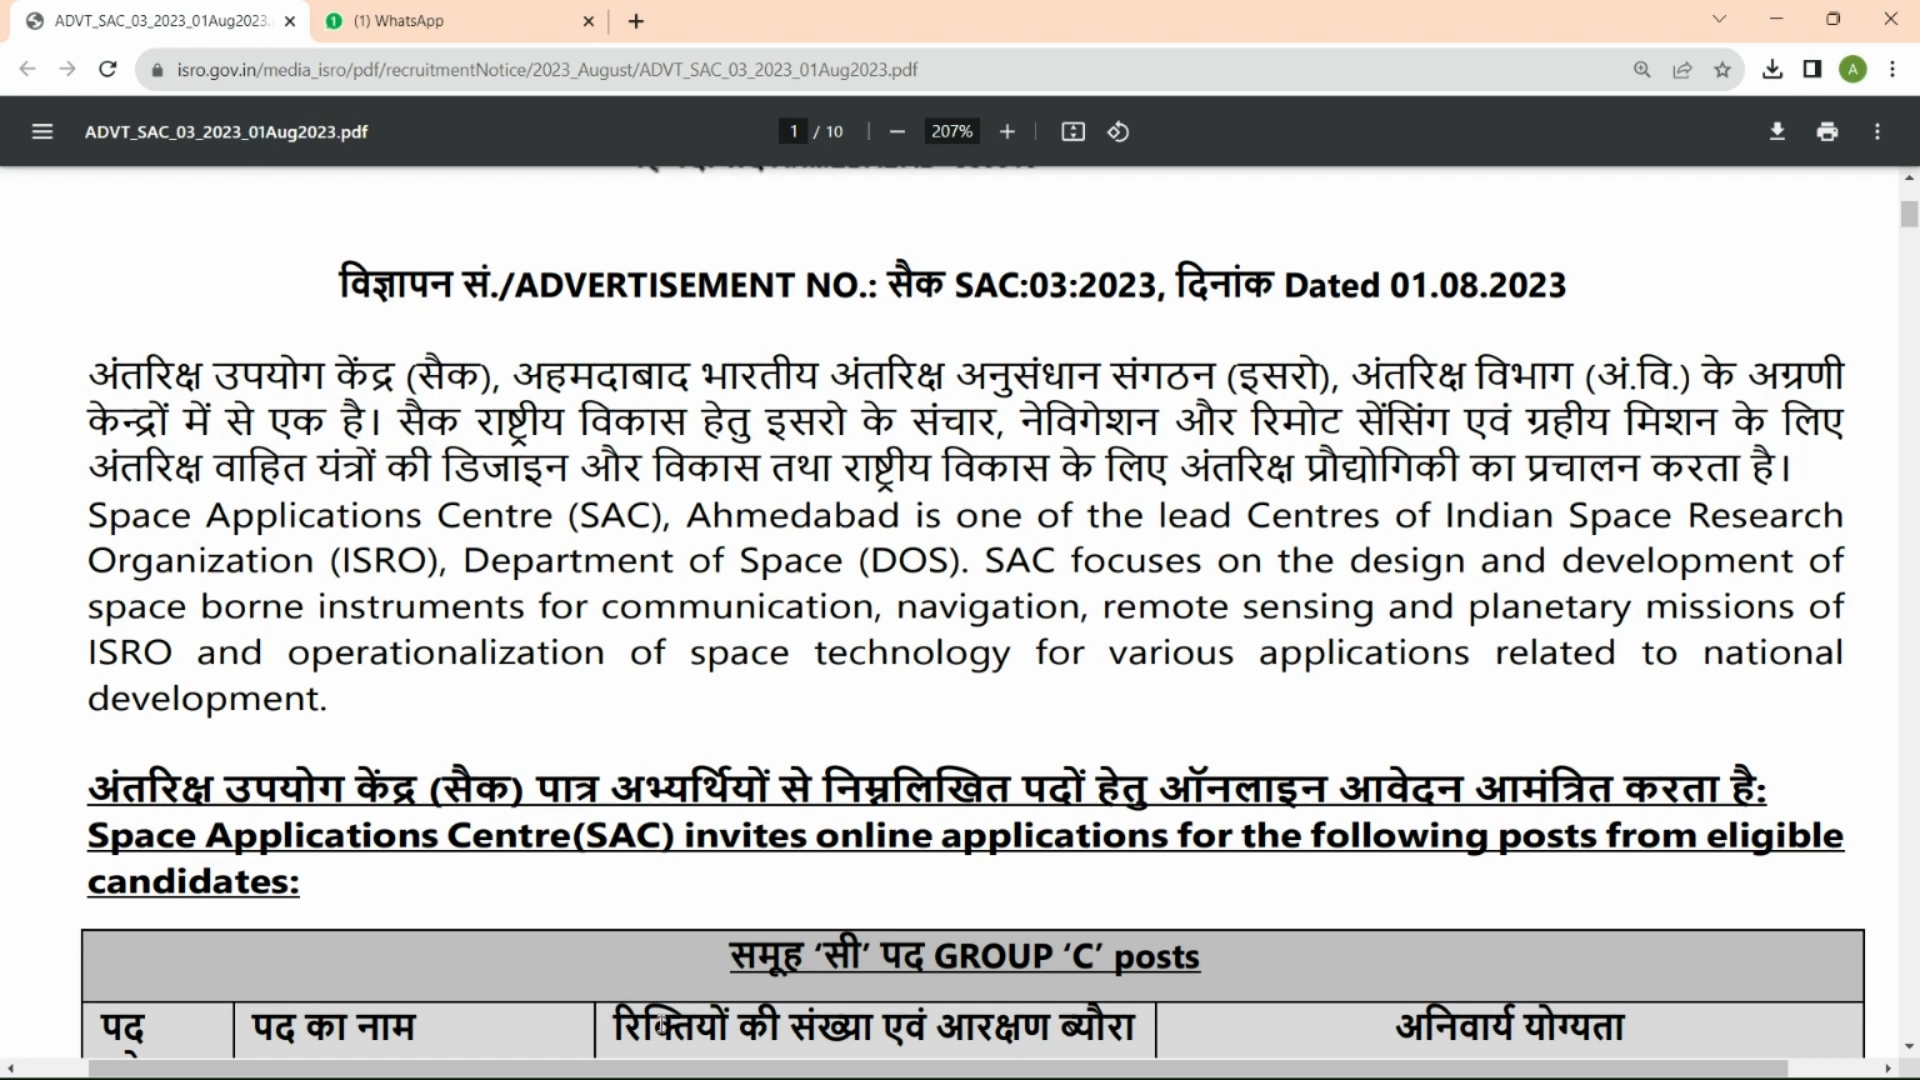 ADVT_SAC_03_2023_01Aug2023.
(1) WhatsApp
isro.gov.in/media_isro/pdf/recruitmentNotice/2023_August/ADVT_SAC_03_2023_01Aug2023.pdf
A
ADVT_SAC_03_2023_01Aug2023.pdf
1 / 10
207%
विज्ञापन सं./ADVERTISEMENT NO.: सैक SAC:03:2023, दिनांक Dated 01.08.2023
अंतरिक्ष उपयोग केंद्र (सैक), अहमदाबाद भारतीय अंतरिक्ष अनुसंधान संगठन (इसरो), अंतरिक्ष विभाग (अं.वि.) के अग्रणी
केन्द्रों में से एक है। सैक राष्ट्रीय विकास हेतु इसरो के संचार, नेविगेशन और रिमोट सेंसिंग एवं ग्रहीय मिशन के लिए
अंतरिक्ष वाहित यंत्रों की डिजाइन और विकास तथा राष्ट्रीय विकास के लिए अंतरिक्ष प्रौद्योगिकी का प्रचालन करता है।
Space Applications Centre (SAC), Ahmedabad is one of the lead Centres of Indian Space Research
Organization (ISRO), Department of Space (DOS). SAC focuses on the design and development of
space borne instruments for communication, navigation, remote sensing and planetary missions of
ISRO and operationalization of space technology for various applications related to national
development.
अंतरिक्ष उपयोग केंद्र (सैक) पात्र अभ्यर्थियों से निम्नलिखित पदों हेतु ऑनलाइन आवेदन आमंत्रित करता है:
Space Applications Centre(SAC) invites online applications for the following posts from eligible
candidates:
समूह ‘सी’ पद GROUP ‘C’ posts
पद
पद का नाम
रिक्तियों की संख्या एवं आरक्षण ब्यौरा
अनिवार्य योग्यता